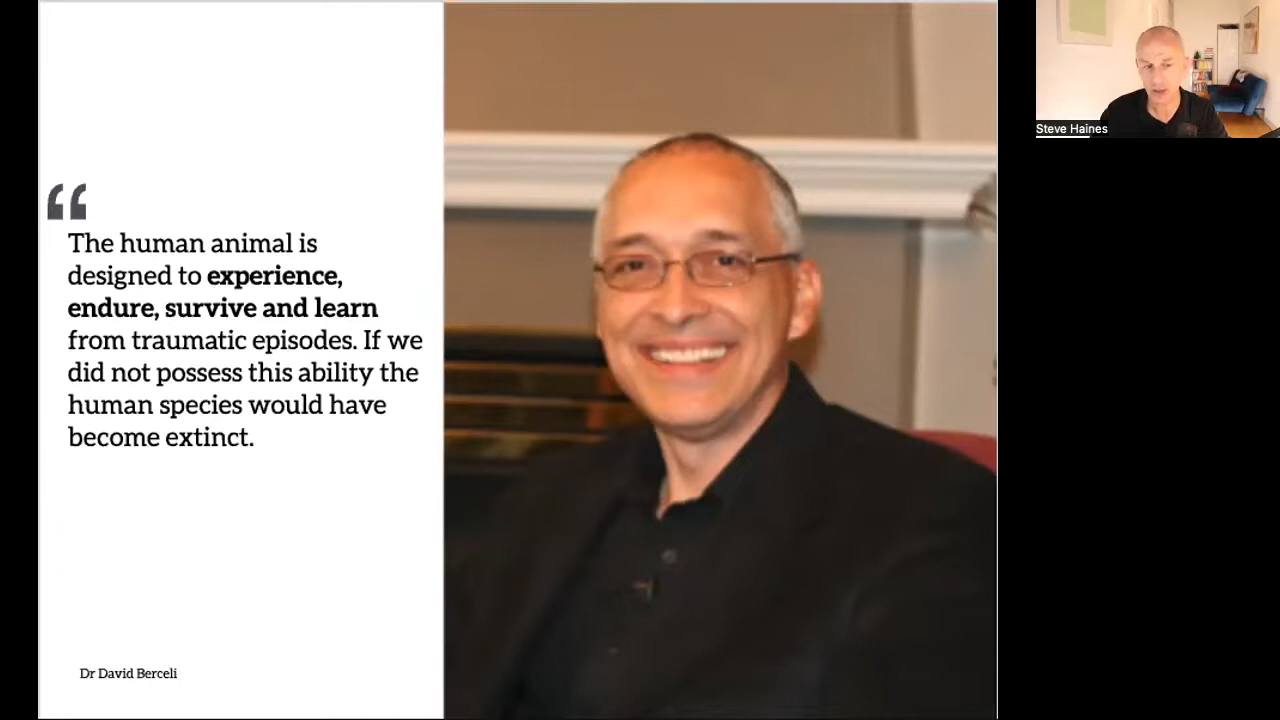 “
The human animal is
designed to experience,
endure, survive and learn
from traumatic episodes. If we
did not possess this ability the
human species would have
become extinct.
Dr David Berceli
Steve Haines